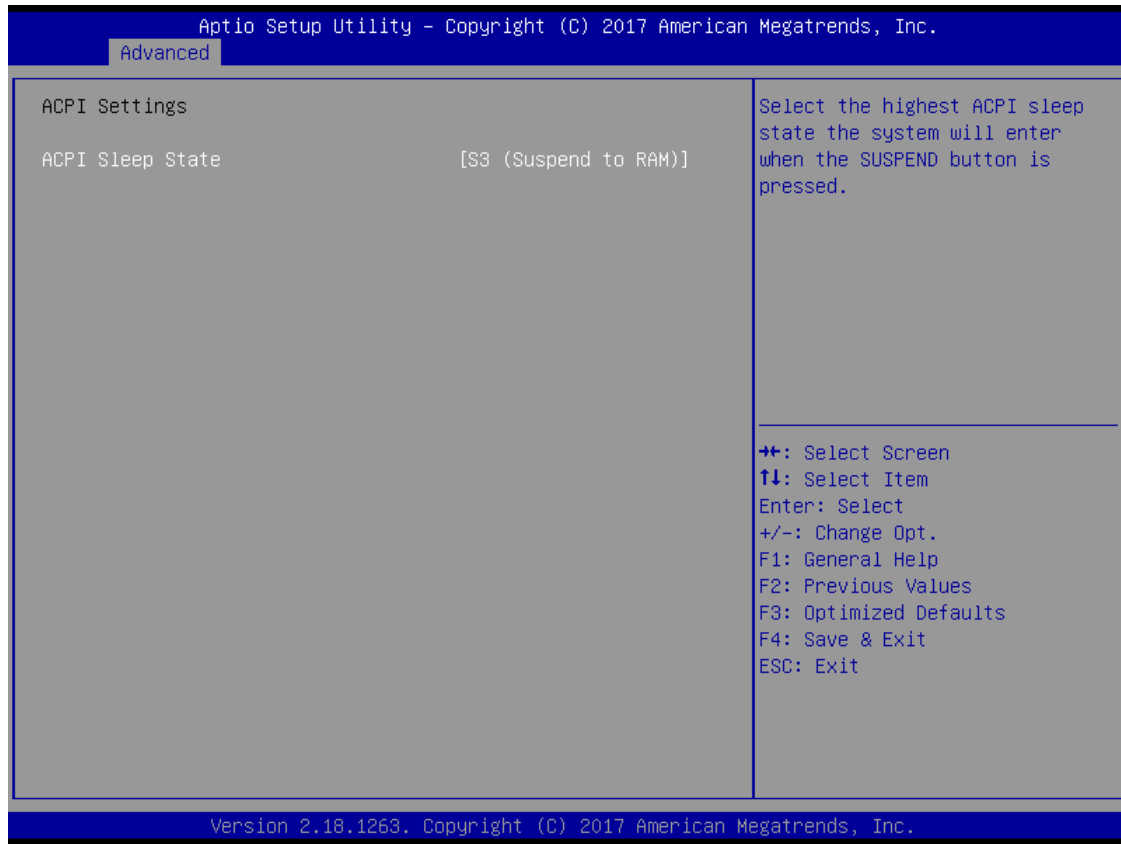 Aptio Setup Utility – Copyright (C) 2017 American Megatrends, Inc.
Advanced
ACPI Settings
ACPI Sleep State [S3 (Suspend to RAM)]
Select the highest ACPI sleep
state the system will enter
when the SUSPEND button is
pressed.
→←: Select Screen
↑↓: Select Item
Enter: Select
+/-: Change Opt.
F1: General Help
F2: Previous Values
F3: Optimized Defaults
F4: Save & Exit
ESC: Exit
Version 2.18.1263. Copyright (C) 2017 American Megatrends, Inc.